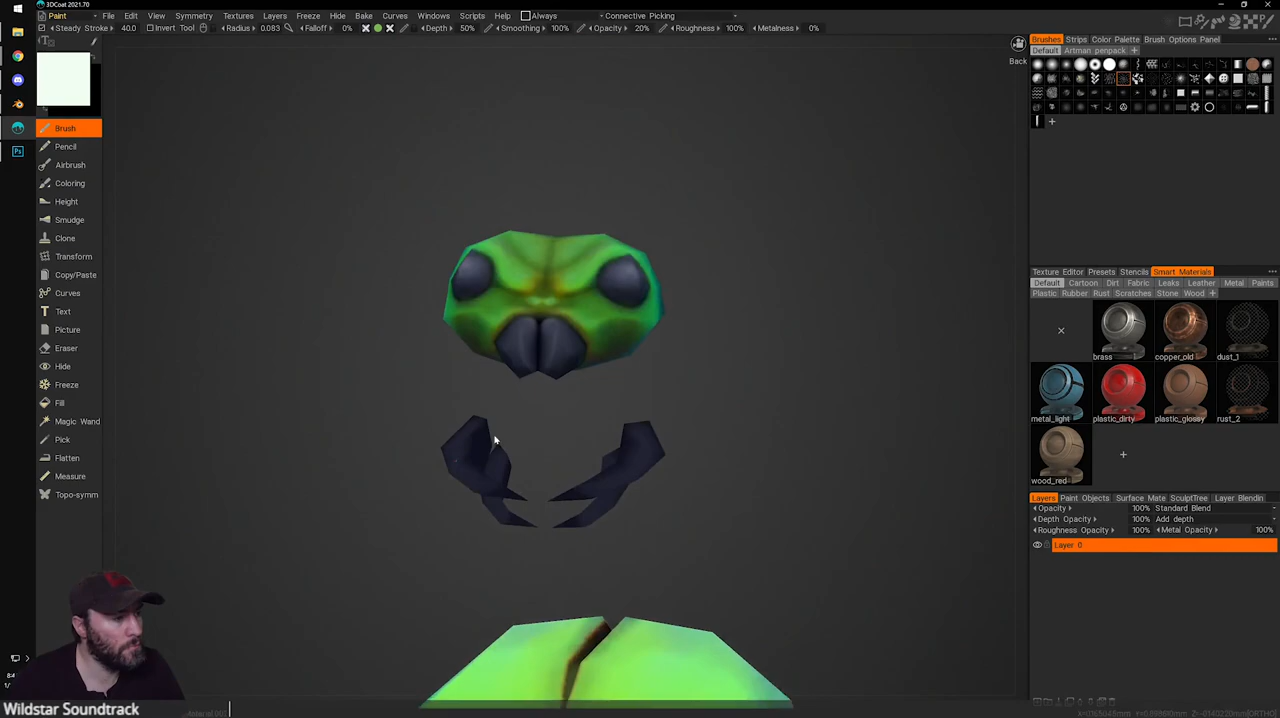 3DCoat 2021.70
Paint File Edit View Symmetry Textures Layers Freeze Hide Bake Curves Windows Scripts Help Always Connective Picking
Steady Stroke 40.0 Invert Tool Radius 0.083 Falloff 0% Depth 50% Smoothing 100% Opacity 20% Roughness 100% Metalness 0%
Back
Brush
Pencil
Airbrush
Coloring
Height
Smudge
Clone
Transform
Copy/Paste
Curves
Text
Picture
Eraser
Hide
Freeze
Fill
Magic Wand
Pick
Flatten
Measure
Topo-symm
Brushes Strips Color Palette Brush Options Panel
Default Artman penpack +
Texture Editor Presets Stencils Smart Materials
Default Cartoon Dirt Fabric Leaks Leather Metal Paints
Plastic Rubber Rust Scratches Stone Wood +
brass copper_old dust_1
metal_light plastic_dirty plastic_glossy rust_2
wood_red
Layers Paint Objects Surface Mate SculptTree Layer Blendin
Opacity 100% Standard Blend
Depth Opacity 100% Add depth
Roughness Opacity 100% Metal Opacity 100%
Layer 0
Wildstar Soundtrack